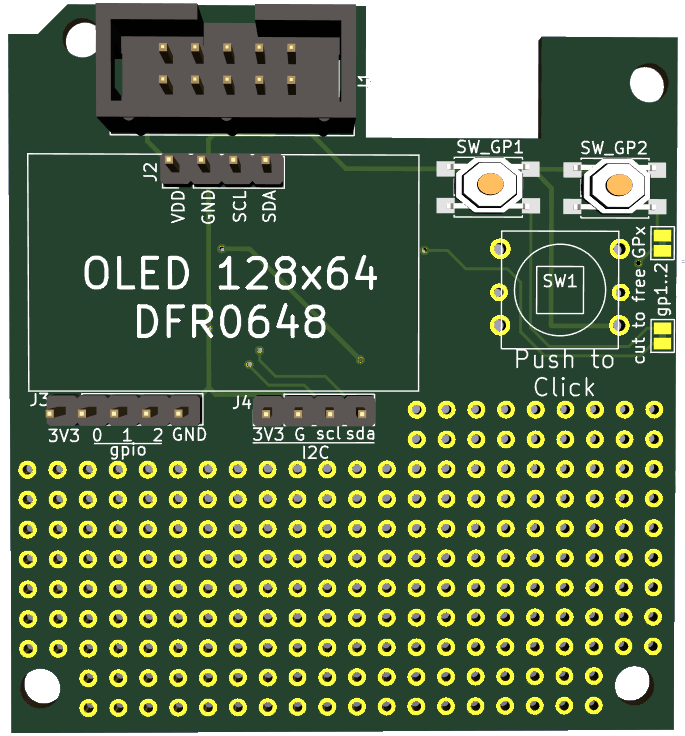 J1
J2
VDD
GND
SCL
SDA
SW_GP1
SW_GP2
OLED 128x64
DFR0648
SW1
cut to free GPx
gp1..2
Push to
Click
J3
3V3 0 1 2 GND
gpio
J4
3V3 G scl sda
I2C